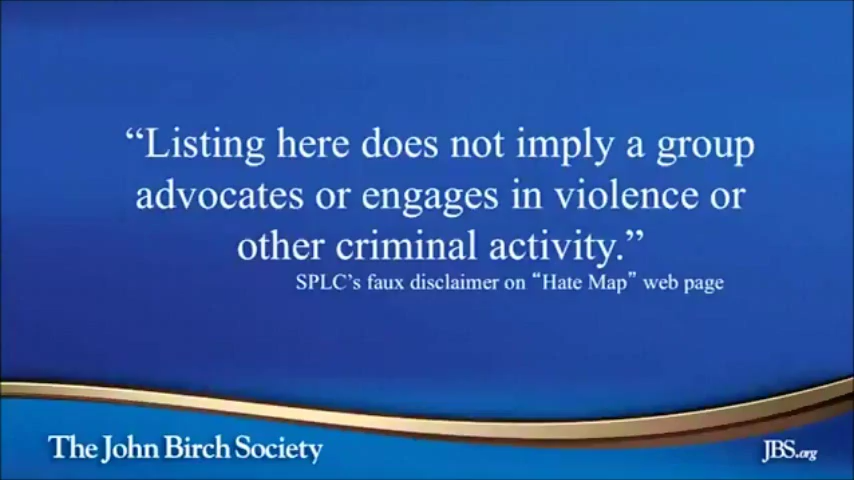 “Listing here does not imply a group
advocates or engages in violence or
other criminal activity.”
SPLC’s faux disclaimer on “Hate Map” web page
The John Birch Society
JBS.org